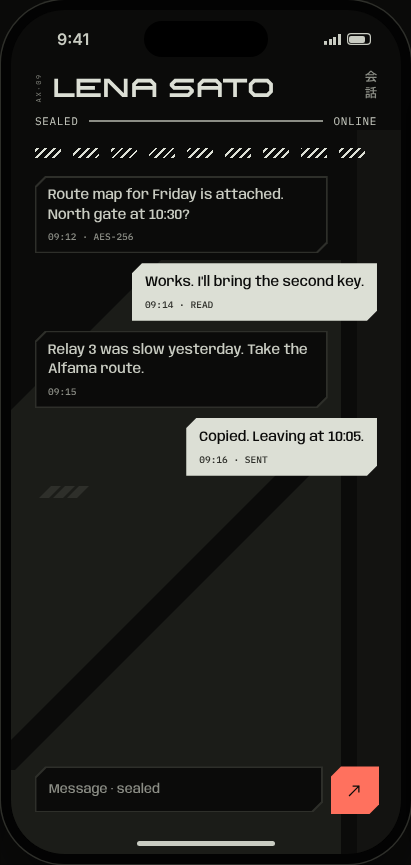 9:41
AX·09
LENA SATO
会話
SEALED
ONLINE
Route map for Friday is attached.
North gate at 10:30?
09:12 · AES-256
Works. I'll bring the second key.
09:14 · READ
Relay 3 was slow yesterday. Take the
Alfama route.
09:15
Copied. Leaving at 10:05.
09:16 · SENT
Message · sealed